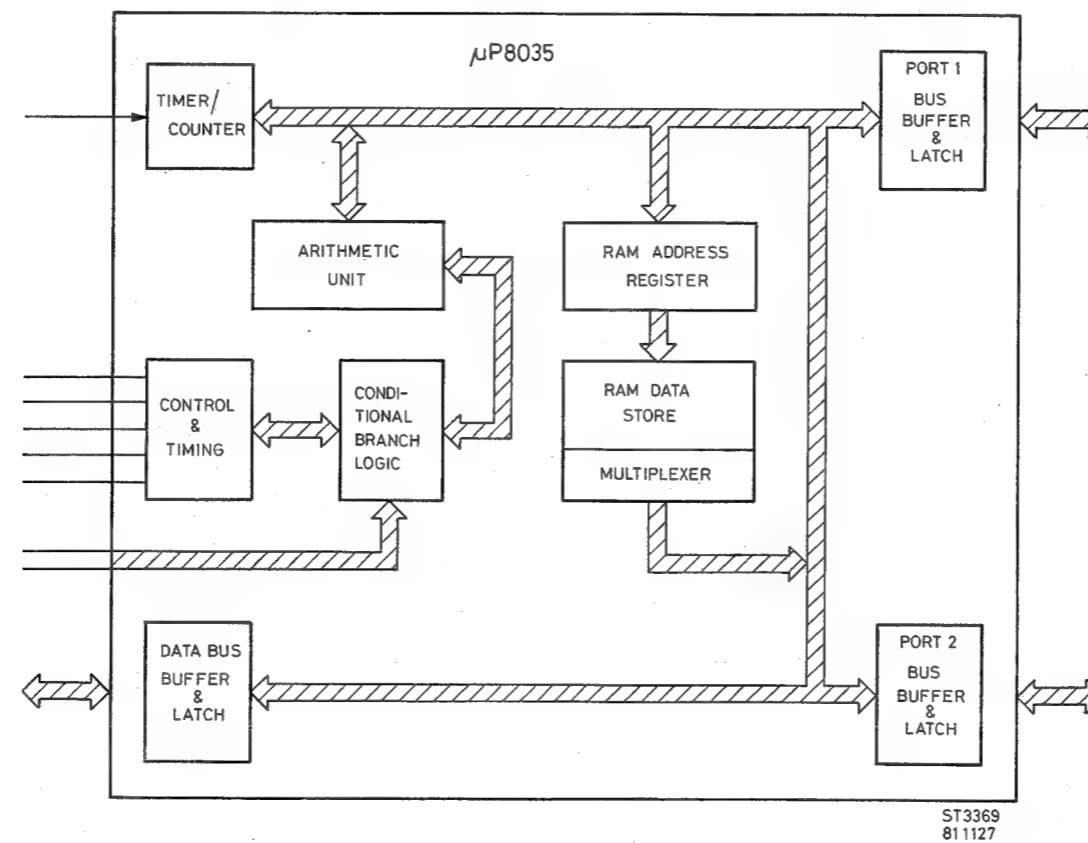 µP8035
TIMER/
COUNTER
PORT 1
BUS
BUFFER
&
LATCH
ARITHMETIC
UNIT
RAM ADDRESS
REGISTER
CONTROL
&
TIMING
CONDI-
TIONAL
BRANCH
LOGIC
RAM DATA
STORE
MULTIPLEXER
DATA BUS
BUFFER
&
LATCH
PORT 2
BUS
BUFFER
&
LATCH
ST3369
811127